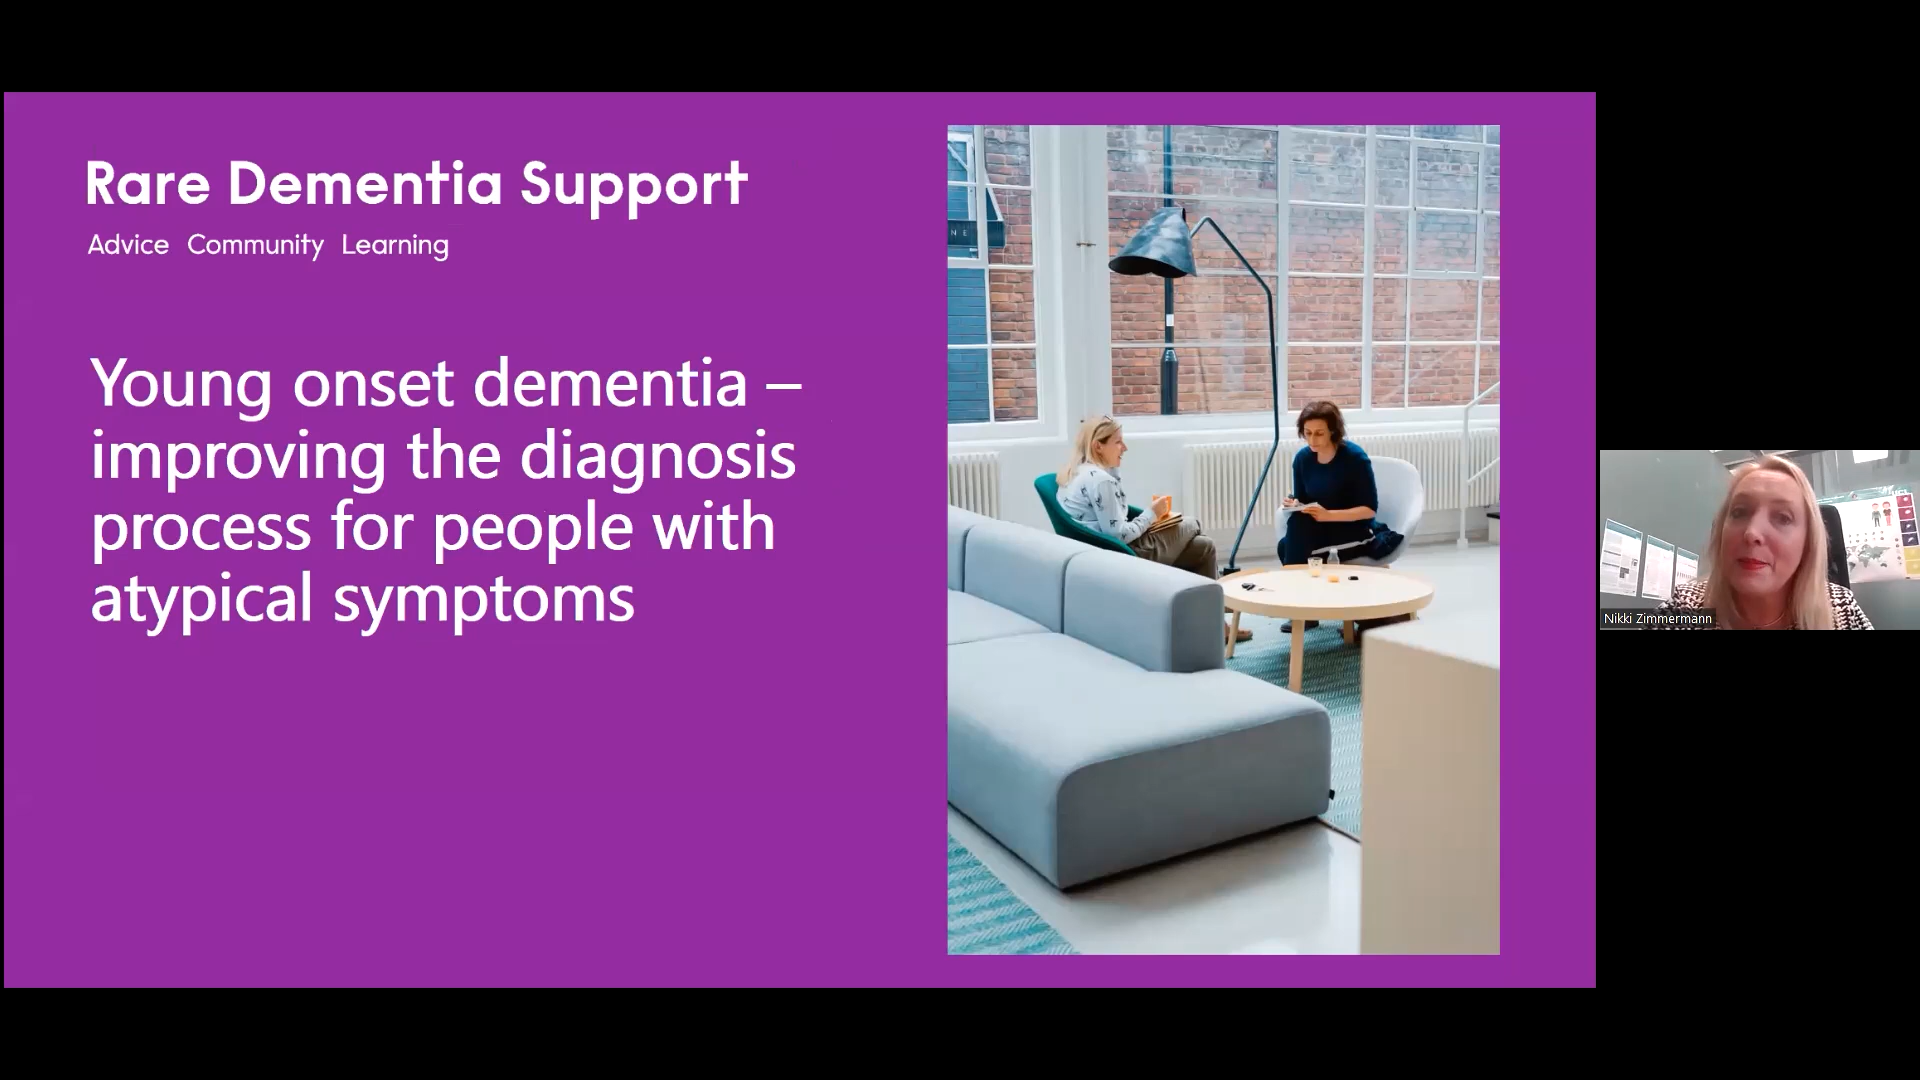 Rare Dementia Support
Advice Community Learning
Young onset dementia –
improving the diagnosis
process for people with
atypical symptoms
Nikki Zimmermann